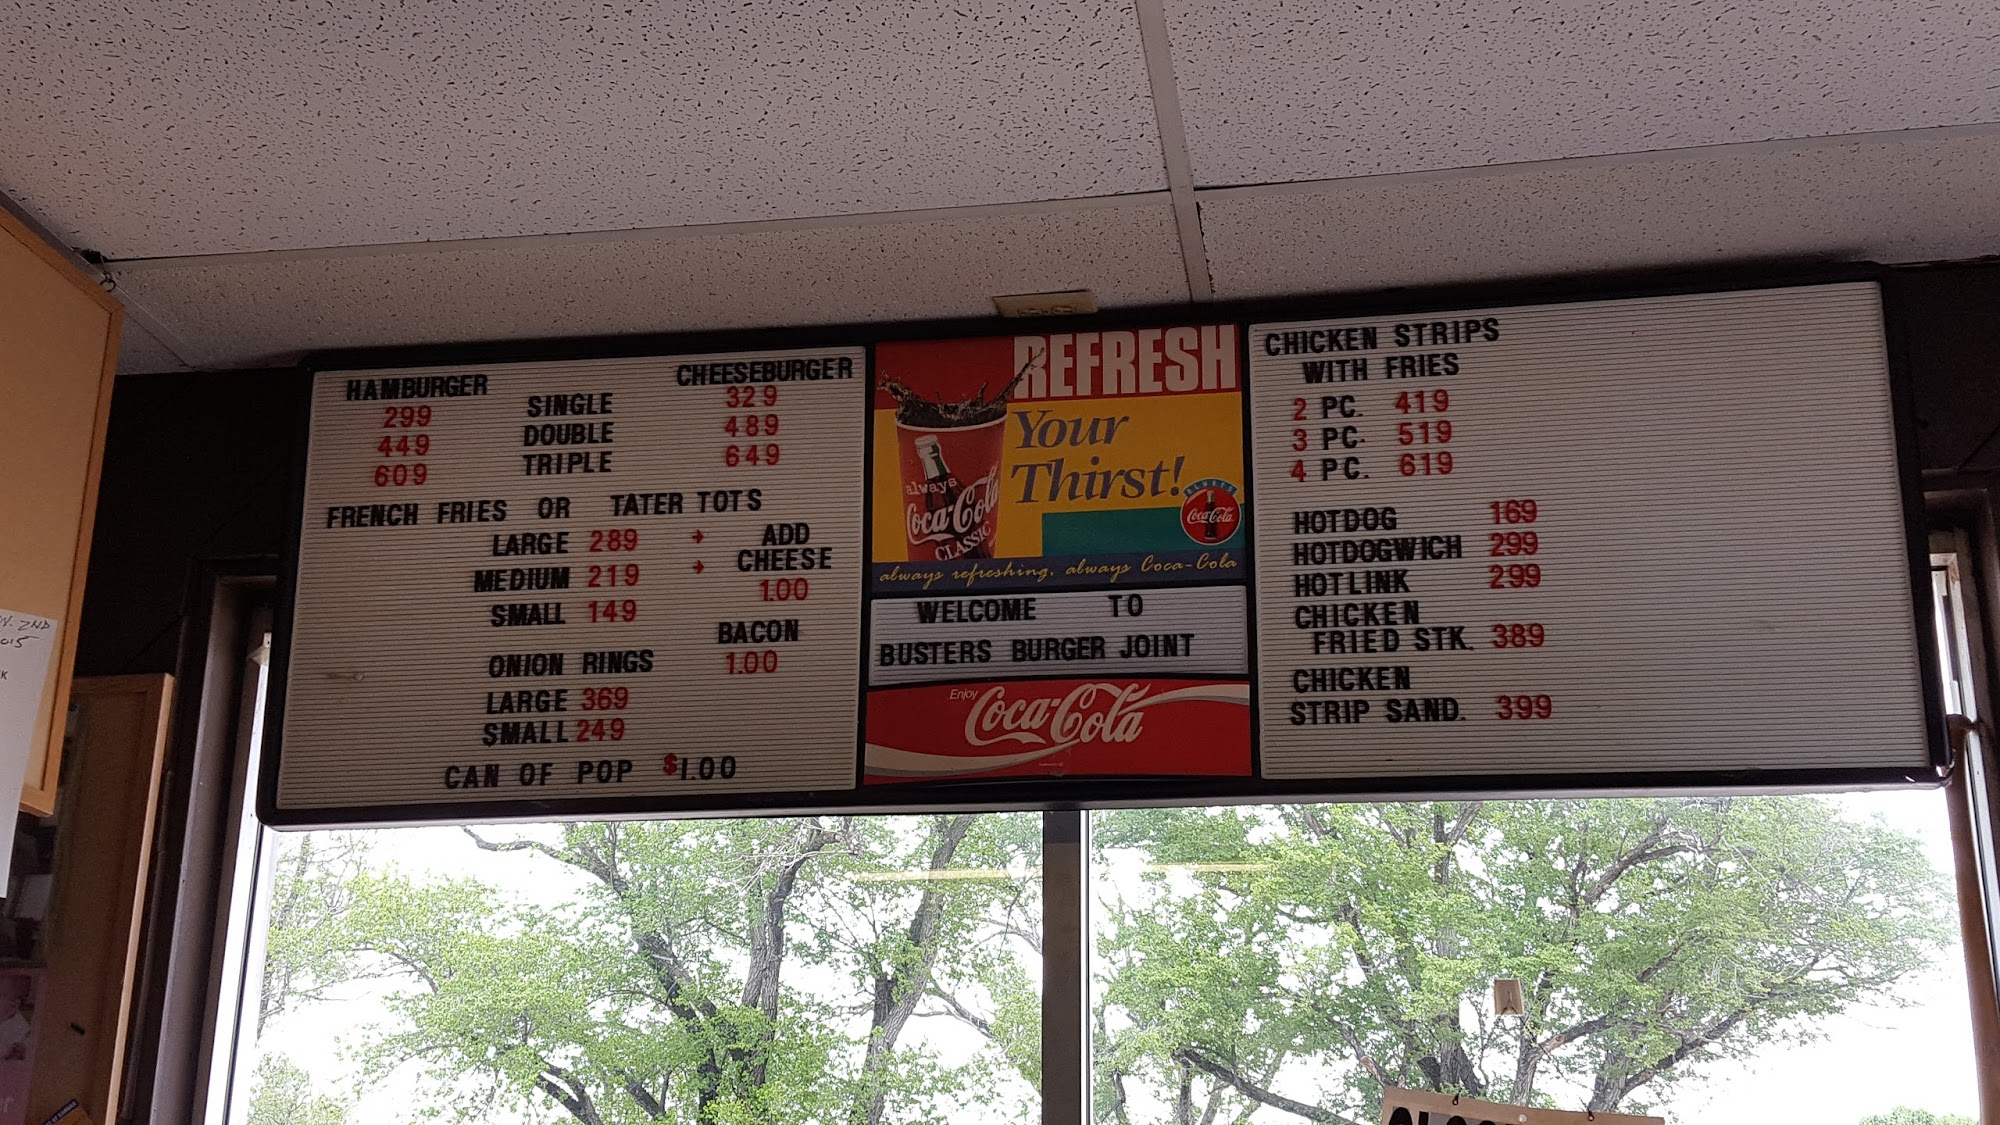 HAMBURGER CHEESEBURGER
299 SINGLE 329
449 DOUBLE 489
609 TRIPLE 649
FRENCH FRIES OR TATER TOTS
LARGE 289 → ADD
MEDIUM 219 → CHEESE
SMALL 149 1.00
BACON
ONION RINGS 1.00
LARGE 369
SMALL 249
CAN OF POP $1.00
REFRESH
Your
Thirst!
always
Coca-Cola
CLASSIC
ALWAYS
Coca-Cola
always refreshing, always Coca-Cola
WELCOME TO
BUSTERS BURGER JOINT
Enjoy
Coca-Cola
CHICKEN STRIPS
WITH FRIES
2 PC. 419
3 PC. 519
4 PC. 619
HOTDOG 169
HOTDOGWICH 299
HOTLINK 299
CHICKEN
FRIED STK. 389
CHICKEN
STRIP SAND. 399
2ND